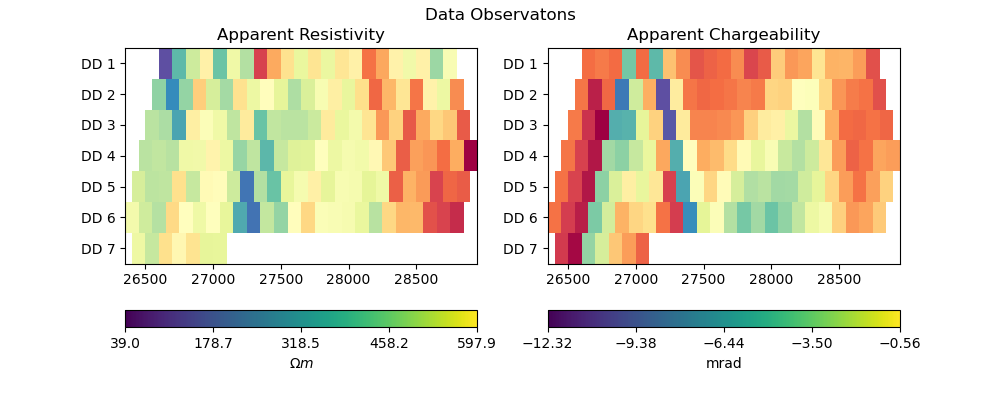 Data Observatons
Apparent Resistivity
DD 1
DD 2
DD 3
DD 4
DD 5
DD 6
DD 7
26500 27000 27500 28000 28500
39.0 178.7 318.5 458.2 597.9
Ωm
Apparent Chargeability
DD 1
DD 2
DD 3
DD 4
DD 5
DD 6
DD 7
26500 27000 27500 28000 28500
−12.32 −9.38 −6.44 −3.50 −0.56
mrad